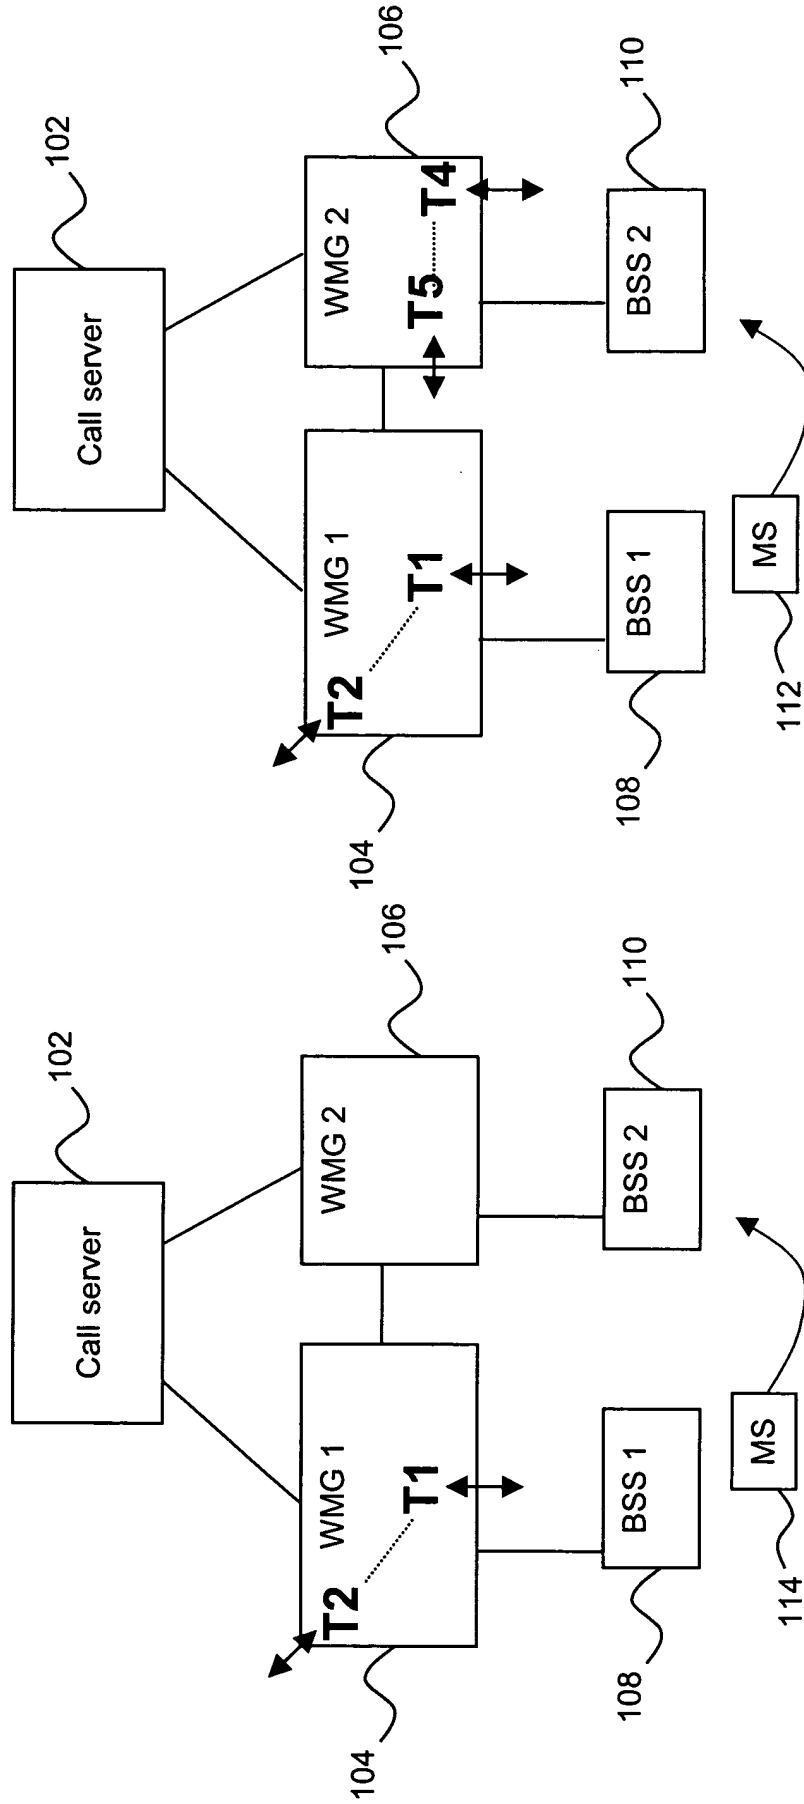 Call server
102
WMG 1
WMG 2
T2
T1
104
106
BSS 1
BSS 2
108
110
MS
114
Call server
102
WMG 1
WMG 2
T2
T1
T5
T4
104
106
BSS 1
BSS 2
108
110
MS
112